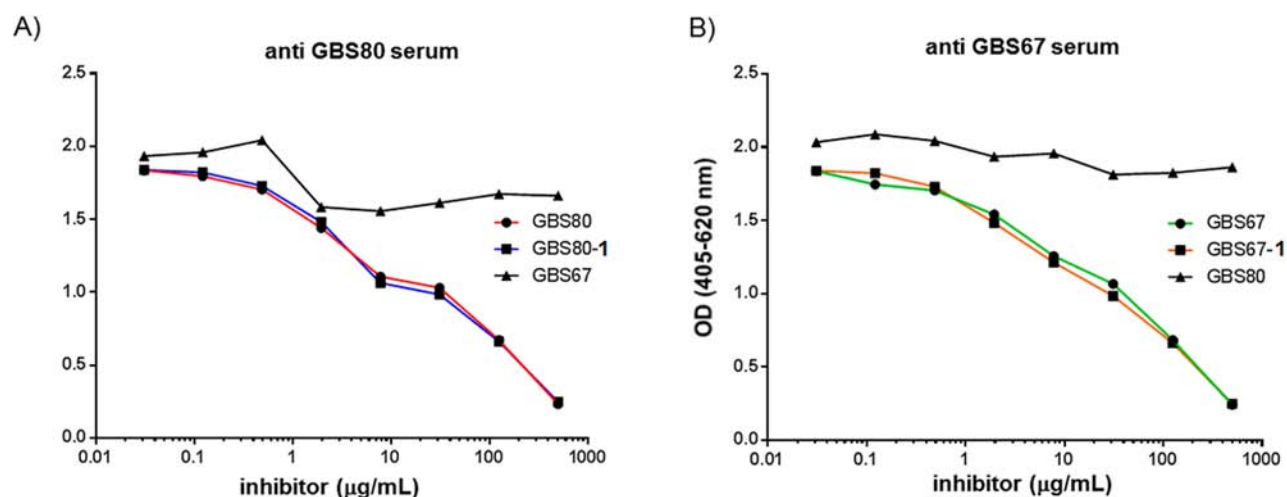 A)
anti GBS80 serum
2.5
2.0
1.5
1.0
0.5
0.0
0.01
0.1
1
10
100
1000
inhibitor (μg/mL)
GBS80
GBS80-1
GBS67
B)
anti GBS67 serum
OD (405-620 nm)
2.5
2.0
1.5
1.0
0.5
0.0
0.01
0.1
1
10
100
1000
inhibitor (μg/mL)
GBS67
GBS67-1
GBS80